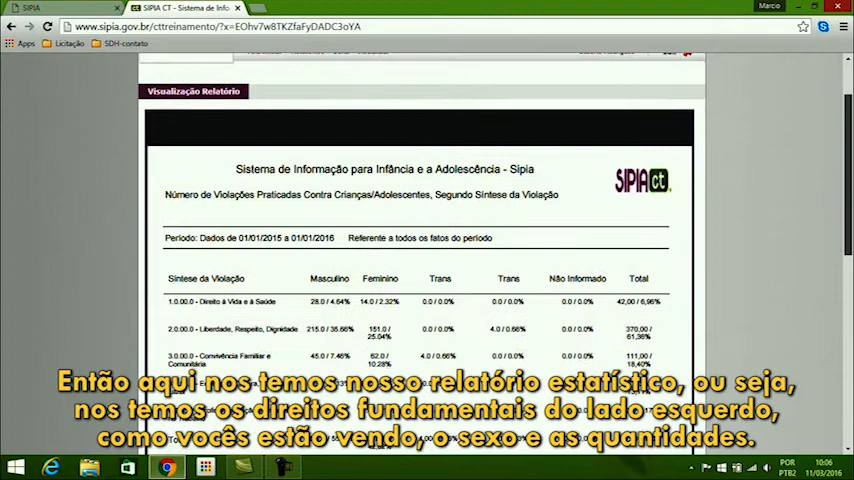 SIPIA
SIPIA CT - Sistema de Info
Marcio
www.sipia.gov.br/cttreinamento/?x=EOhv7w8TKZfaFyDADC3oYA
Apps Licitação SDH-contato
Visualização Relatório
Sistema de Informação para Infância e a Adolescência - Sipia
SIPIA ct
Número de Violações Praticadas Contra Crianças/Adolescentes, Segundo Síntese da Violação
Período: Dados de 01/01/2015 a 01/01/2016 Referente a todos os fatos do período
Síntese da Violação Masculino Feminino Trans Trans Não Informado Total
1.0.00.0 - Direito à Vida e à Saúde 28.0 / 4.64% 14.0 / 2.32% 0.0 / 0.0% 0.0 / 0.0% 0.0 / 0.0% 42,00 / 6,96%
2.0.00.0 - Liberdade, Respeito, Dignidade 215.0 / 35.66% 151.0 / 25.04% 0.0 / 0.0% 4.0 / 0.66% 0.0 / 0.0% 370,00 / 61,36%
3.0.00.0 - Convivência Familiar e Comunitária 45.0 / 7.46% 62.0 / 10.28% 4.0 / 0.66% 0.0 / 0.0% 0.0 / 0.0% 111,00 / 18,40%
Então aqui nos temos nosso relatório estatístico, ou seja,
nos temos os direitos fundamentais do lado esquerdo,
como vocês estão vendo, o sexo e as quantidades.
POR 10:06
PTB2 11/03/2016